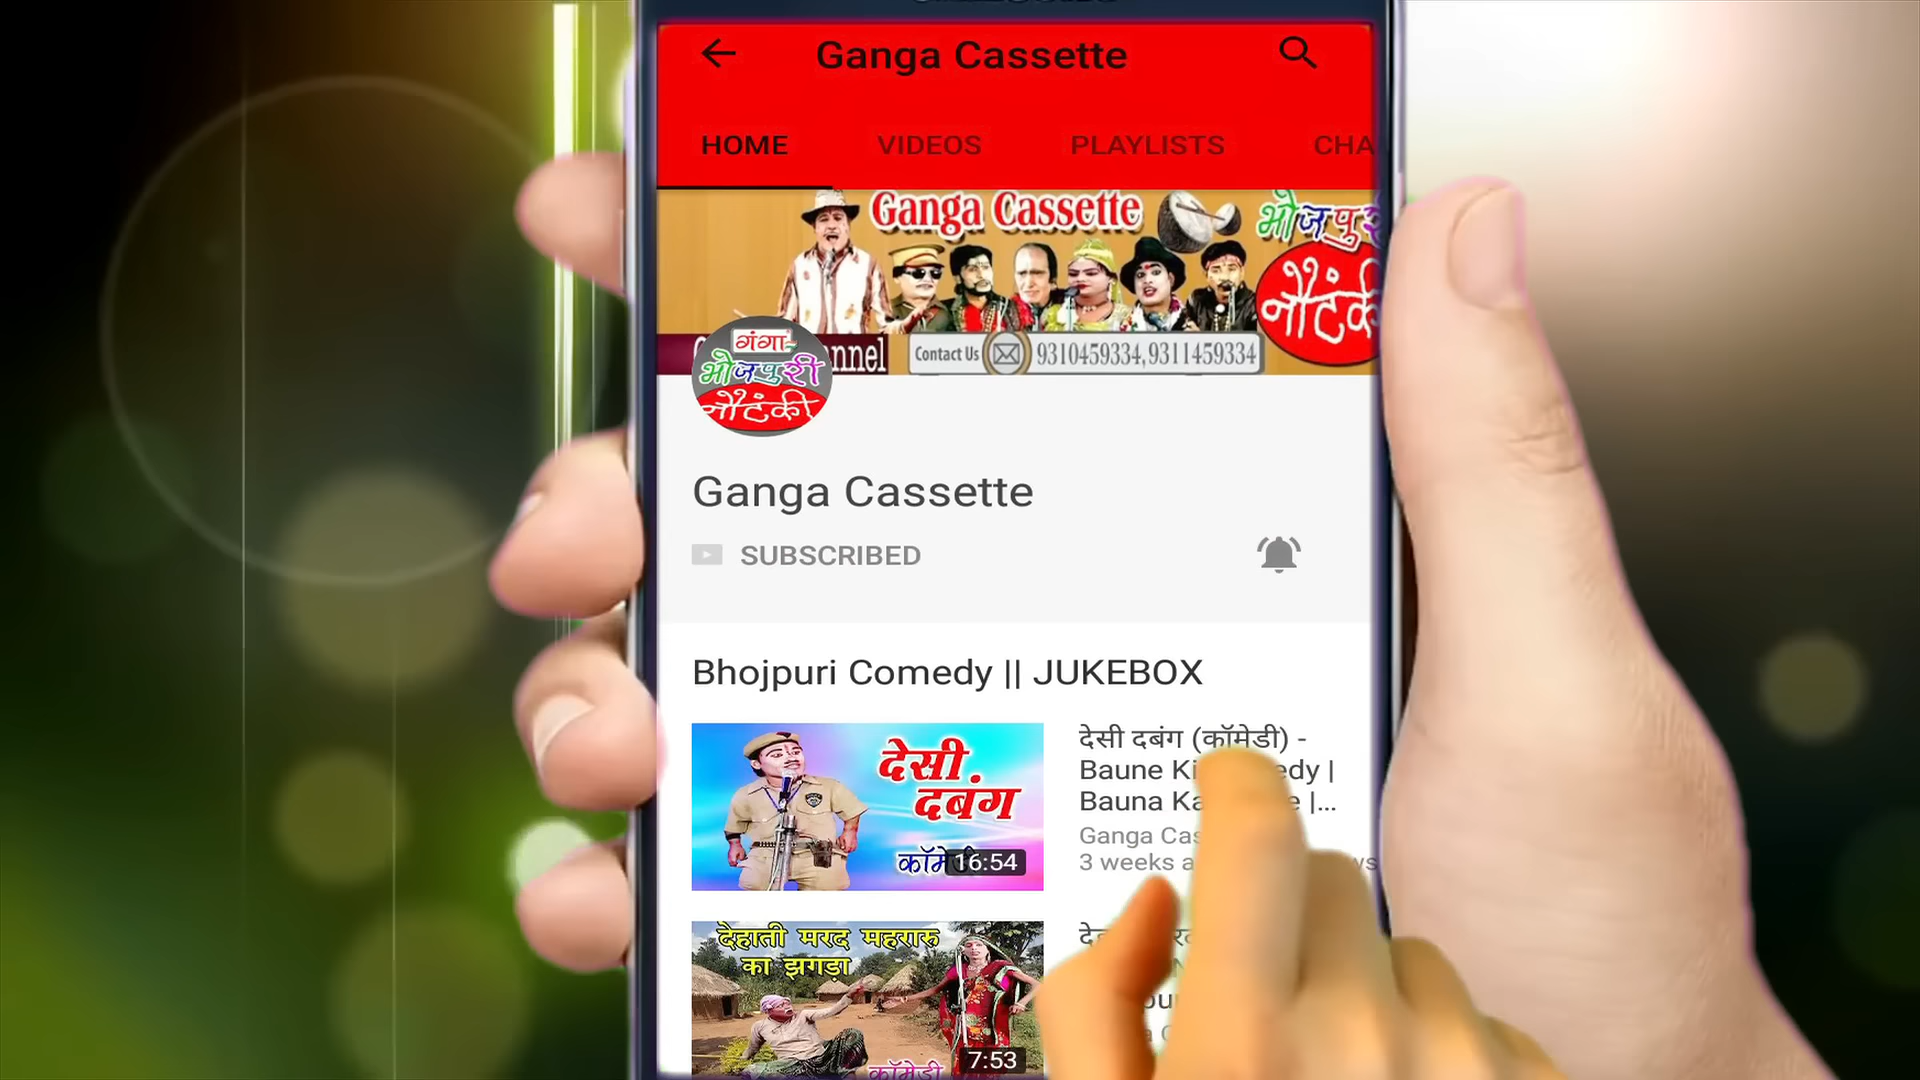 Ganga Cassette
HOME VIDEOS PLAYLISTS CHA
Ganga Cassette
भोजपुरी
नौटंकी
nnel
Contact Us 9310459334,9311459334
गंगा
भोजपुरी
नौटंकी
Ganga Cassette
SUBSCRIBED
Bhojpuri Comedy || JUKEBOX
देसी
दबंग
16:54
देसी दबंग (कॉमेडी) -
Baune Ki edy |
Bauna Ka e |...
Ganga Cas
3 weeks a ws
देहाती मरद महरारु
का झगड़ा
कॉमेडी
7:53